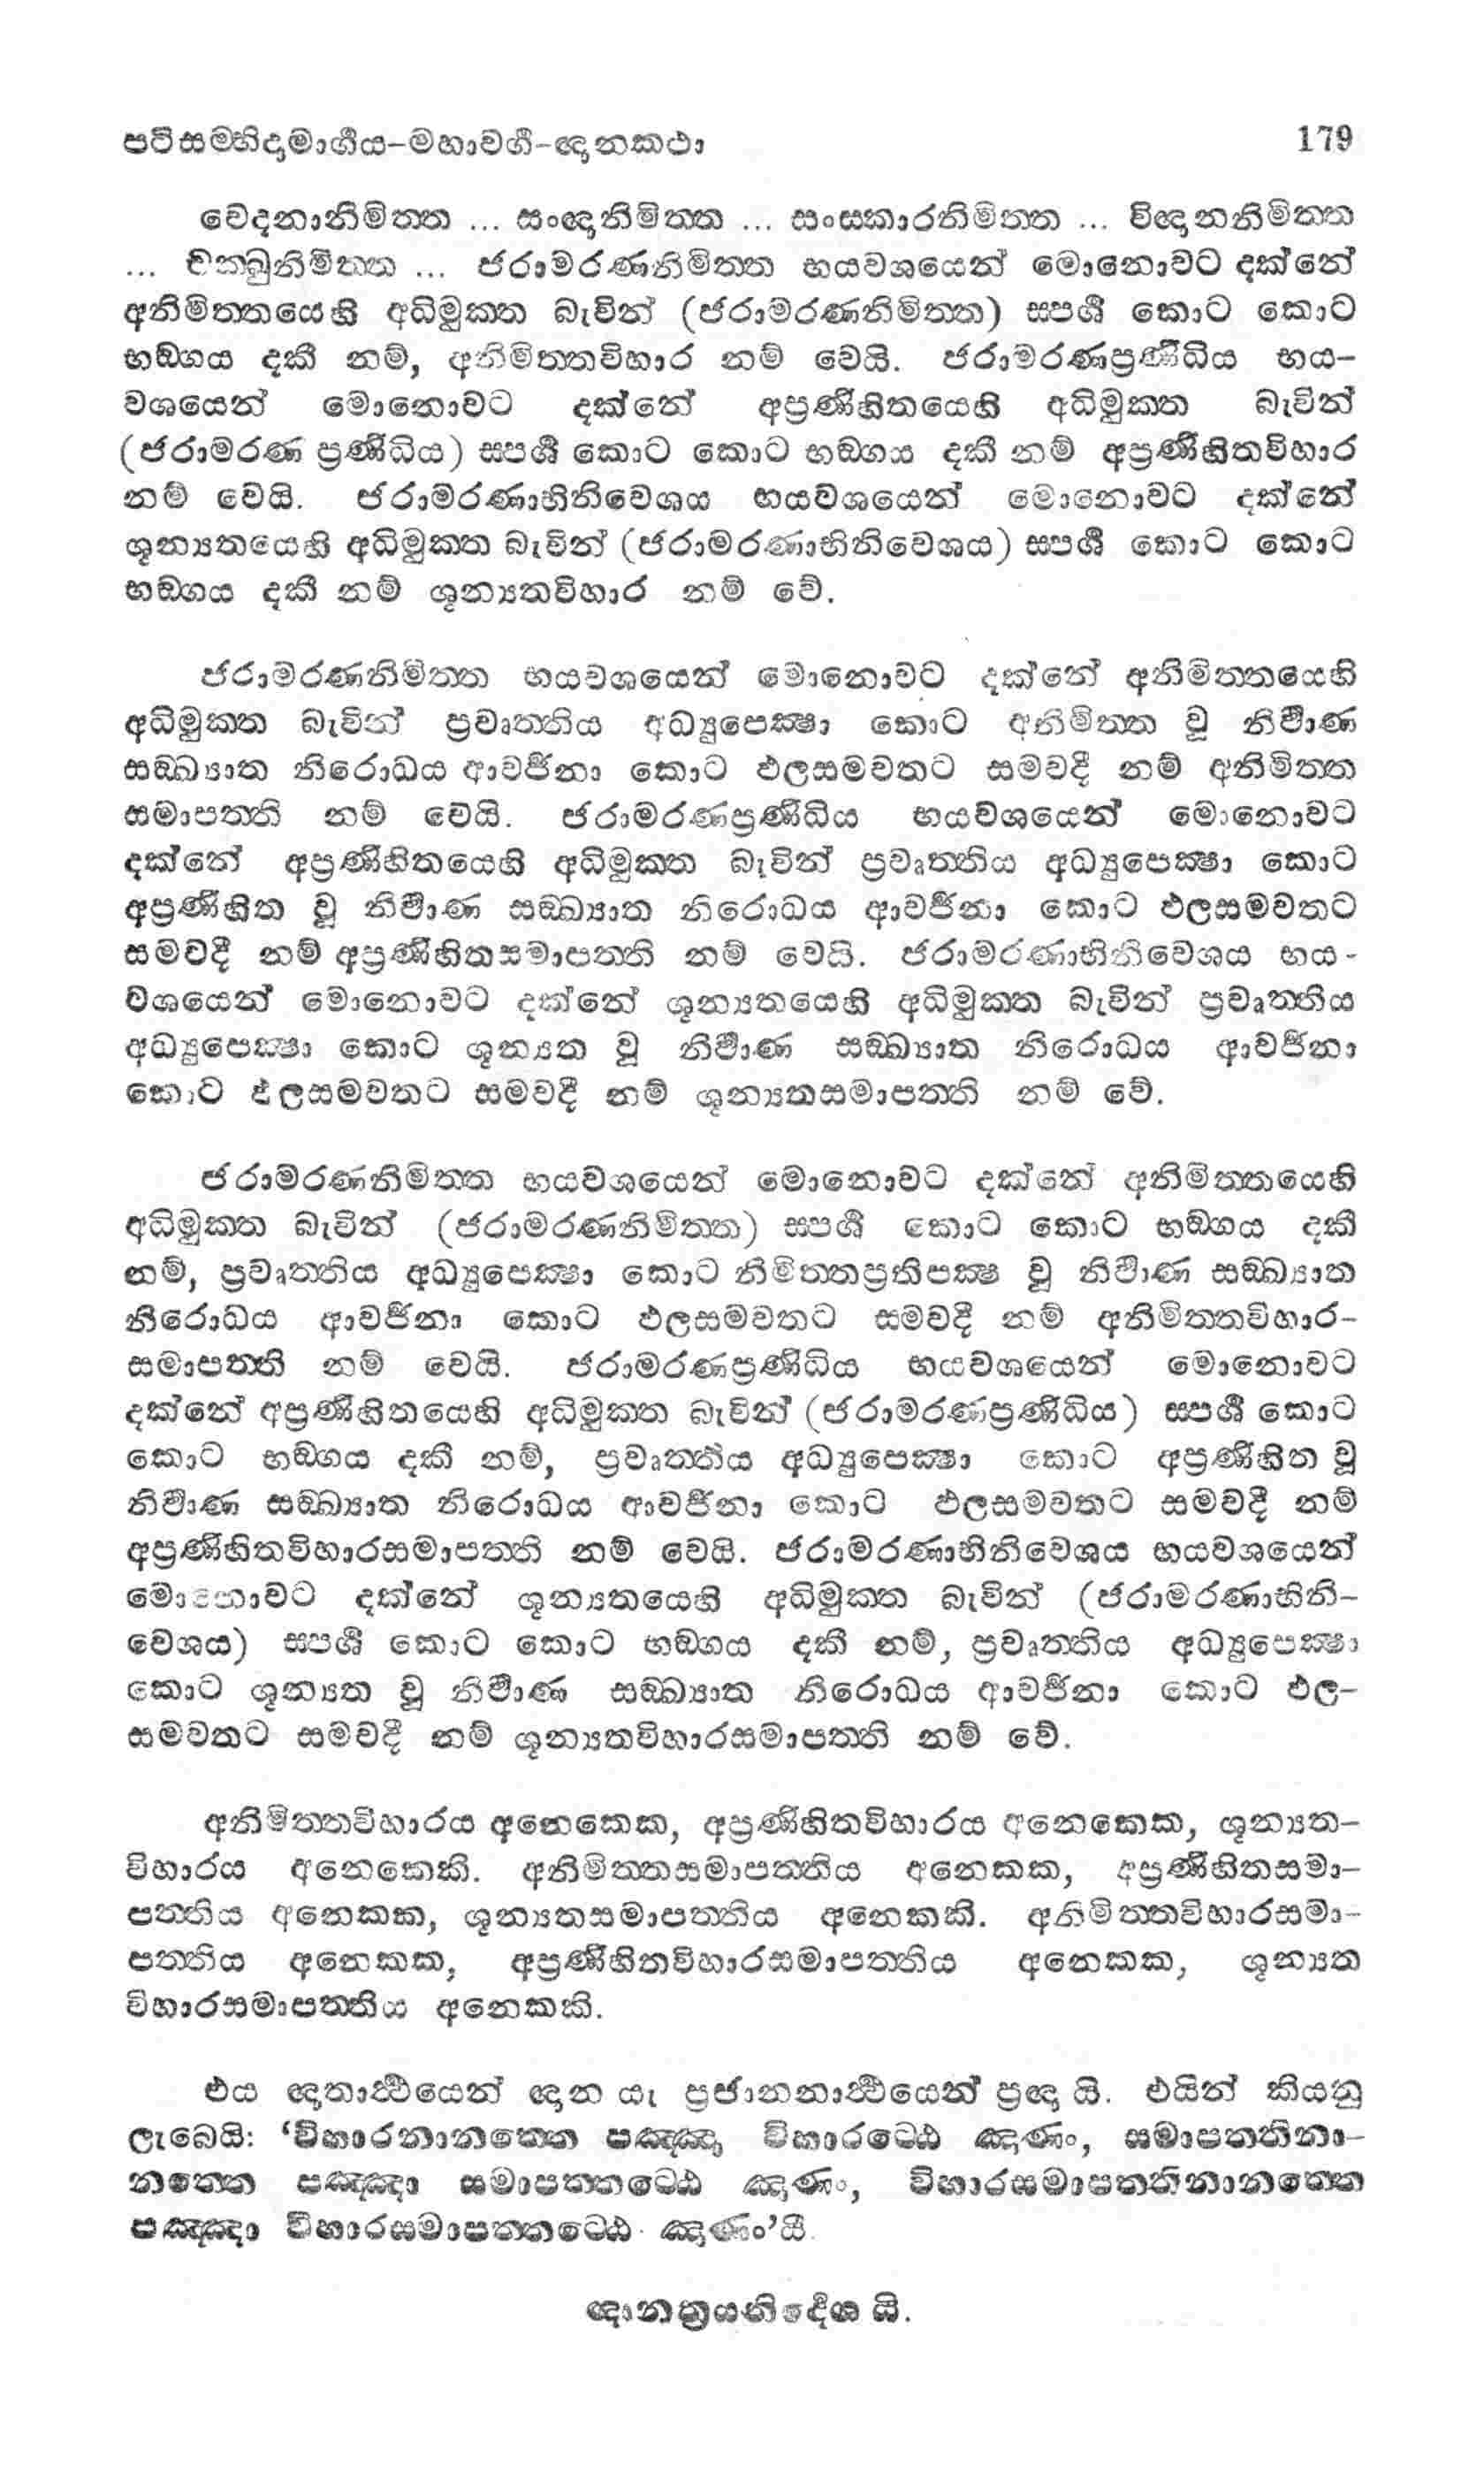 පටිසම්භිදාමාර්ගය-මහාවර්ග-ඥානකථා 179
වේදනානිමිත්ත ... සංඥානිමිත්ත ... සංස්කාරනිමිත්ත ... විඥානනිමිත්ත
... චක්ඛුනිමිත්ත ... ජරාමරණනිමිත්ත භයවශයෙන් මොනොවට දක්නේ
අනිමිත්තයෙහි අධිමුක්ත බැවින් (ජරාමරණනිමිත්ත) ස්පර්ශ කොට කොට
භඞ්ගය දකී නම්, අනිමිත්තවිහාර නම් වෙයි. ජරාමරණප්‍රණිධිය භය-
වශයෙන් මොනොවට දක්නේ අප්‍රණිහිතයෙහි අධිමුක්ත බැවින්
(ජරාමරණ ප්‍රණිධිය) ස්පර්ශ කොට කොට භඞ්ගය දකී නම් අප්‍රණිහිතවිහාර
නම් වෙයි. ජරාමරණාභිනිවේශය භයවශයෙන් මොනොවට දක්නේ
ශූන්‍යතයෙහි අධිමුක්ත බැවින් (ජරාමරණාභිනිවේශය) ස්පර්ශ කොට කොට
භඞ්ගය දකී නම් ශූන්‍යතවිහාර නම් වේ.
ජරාමරණනිමිත්ත භයවශයෙන් මොනොවට දක්නේ අනිමිත්තයෙහි
අධිමුක්ත බැවින් ප්‍රවෘත්තිය අධ්‍යුපෙක්ෂා කොට අනිමිත්ත වූ නිර්වාණ
සඞ්ඛ්‍යාත නිරෝධය ආවර්ජනා කොට ඵලසමවතට සමවදී නම් අනිමිත්ත
සමාපත්ති නම් වෙයි. ජරාමරණප්‍රණිධිය භයවශයෙන් මොනොවට
දක්නේ අප්‍රණිහිතයෙහි අධිමුක්ත බැවින් ප්‍රවෘත්තිය අධ්‍යුපෙක්ෂා කොට
අප්‍රණිහිත වූ නිර්වාණ සඞ්ඛ්‍යාත නිරෝධය ආවර්ජනා කොට ඵලසමවතට
සමවදී නම් අප්‍රණිහිතසමාපත්ති නම් වෙයි. ජරාමරණාභිනිවේශය භය-
වශයෙන් මොනොවට දක්නේ ශූන්‍යතයෙහි අධිමුක්ත බැවින් ප්‍රවෘත්තිය
අධ්‍යුපෙක්ෂා කොට ශූන්‍යත වූ නිර්වාණ සඞ්ඛ්‍යාත නිරෝධය ආවර්ජනා
කොට ඵලසමවතට සමවදී නම් ශූන්‍යතසමාපත්ති නම් වේ.
ජරාමරණනිමිත්ත භයවශයෙන් මොනොවට දක්නේ අනිමිත්තයෙහි
අධිමුක්ත බැවින් (ජරාමරණනිමිත්ත) ස්පර්ශ කොට කොට භඞ්ගය දකී
නම්, ප්‍රවෘත්තිය අධ්‍යුපෙක්ෂා කොට නිමිත්තප්‍රතිපක්ෂ වූ නිර්වාණ සඞ්ඛ්‍යාත
නිරෝධය ආවර්ජනා කොට ඵලසමවතට සමවදී නම් අනිමිත්තවිහාර-
සමාපත්ති නම් වෙයි. ජරාමරණප්‍රණිධිය භයවශයෙන් මොනොවට
දක්නේ අප්‍රණිහිතයෙහි අධිමුක්ත බැවින් (ජරාමරණප්‍රණිධිය) ස්පර්ශ කොට
කොට භඞ්ගය දකී නම්, ප්‍රවෘත්තිය අධ්‍යුපෙක්ෂා කොට අප්‍රණිහිත වූ
නිර්වාණ සඞ්ඛ්‍යාත නිරෝධය ආවර්ජනා කොට ඵලසමවතට සමවදී නම්
අප්‍රණිහිතවිහාරසමාපත්ති නම් වෙයි. ජරාමරණාභිනිවේශය භයවශයෙන්
මොනොවට දක්නේ ශූන්‍යතයෙහි අධිමුක්ත බැවින් (ජරාමරණාභිනි-
වේශය) ස්පර්ශ කොට කොට භඞ්ගය දකී නම්, ප්‍රවෘත්තිය අධ්‍යුපෙක්ෂා
කොට ශූන්‍යත වූ නිර්වාණ සඞ්ඛ්‍යාත නිරෝධය ආවර්ජනා කොට ඵල-
සමවතට සමවදී නම් ශූන්‍යතවිහාරසමාපත්ති නම් වේ.
අනිමිත්තවිහාරය අනෙකෙක, අප්‍රණිහිතවිහාරය අනෙකෙක, ශූන්‍යත-
විහාරය අනෙකෙකි. අනිමිත්තසමාපත්තිය අනෙකක, අප්‍රණිහිතසමා-
පත්තිය අනෙකක, ශූන්‍යතසමාපත්තිය අනෙකකි. අනිමිත්තවිහාරසමා-
පත්තිය අනෙකක, අප්‍රණිහිතවිහාරසමාපත්තිය අනෙකක, ශූන්‍යත
විහාරසමාපත්තිය අනෙකකි.
එය ඥාතාර්ථයෙන් ඥාන යැ ප්‍රජානනාර්ථයෙන් ප්‍රඥා යි. එයින් කියනු
ලැබෙයි: ‘විහාරනානත්තෙ පඤ්ඤා විහාරට්ඨෙ ඤාණං, සමාපත්තිනා-
නත්තෙ පඤ්ඤා සමාපත්තට්ඨෙ ඤාණං, විහාරසමාපත්තිනානත්තෙ
පඤ්ඤා විහාරසමාපත්තට්ඨෙ ඤාණං’යි.
ඥානත්‍රයනිර්දේශ යි.